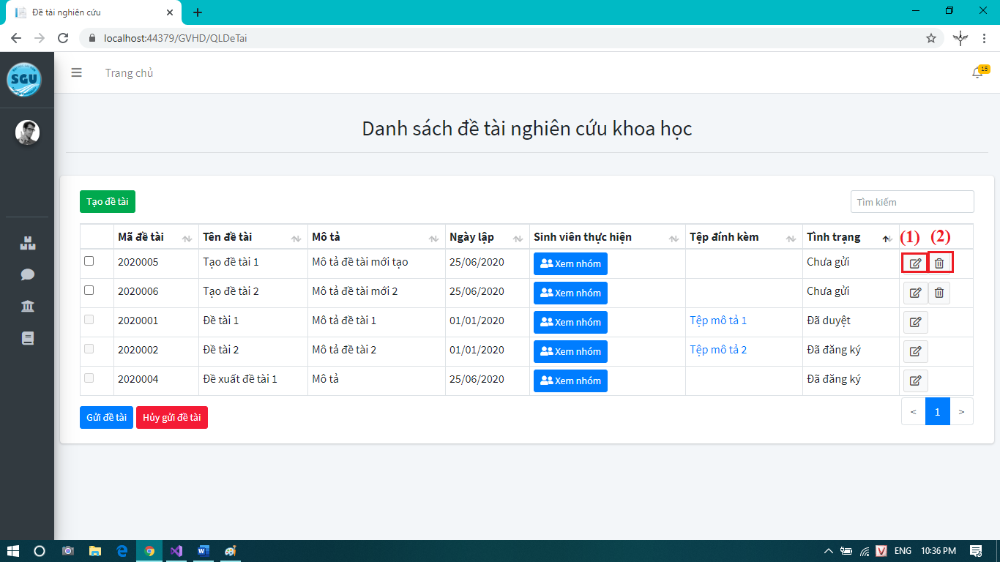 Đề tài nghiên cứu
localhost:44379/GVHD/QLDeTai
SGU
Trang chủ
15
Danh sách đề tài nghiên cứu khoa học
Tạo đề tài
Tìm kiếm
Mã đề tài Tên đề tài Mô tả Ngày lập Sinh viên thực hiện Tệp đính kèm Tình trạng (1) (2)
2020005 Tạo đề tài 1 Mô tả đề tài mới tạo 25/06/2020 Xem nhóm Chưa gửi
2020006 Tạo đề tài 2 Mô tả đề tài mới 2 25/06/2020 Xem nhóm Chưa gửi
2020001 Đề tài 1 Mô tả đề tài 1 01/01/2020 Xem nhóm Tệp mô tả 1 Đã duyệt
2020002 Đề tài 2 Mô tả đề tài 2 01/01/2020 Xem nhóm Tệp mô tả 2 Đã đăng ký
2020004 Đề xuất đề tài 1 Mô tả 25/06/2020 Xem nhóm Đã đăng ký
Gửi đề tài Hủy gửi đề tài
< 1 >
ENG 10:36 PM